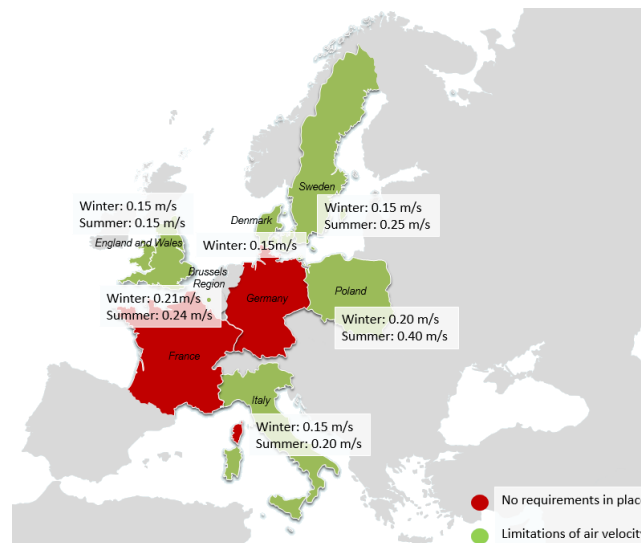 Sweden
Winter: 0.15 m/s
Summer: 0.25 m/s
Winter: 0.15 m/s
Summer: 0.15 m/s
Denmark
Winter: 0.15m/s
England and Wales
Brussels
Region
Winter: 0.21m/s
Summer: 0.24 m/s
Germany
Poland
Winter: 0.20 m/s
Summer: 0.40 m/s
France
Italy
Winter: 0.15 m/s
Summer: 0.20 m/s
No requirements in plac
Limitations of air velocity